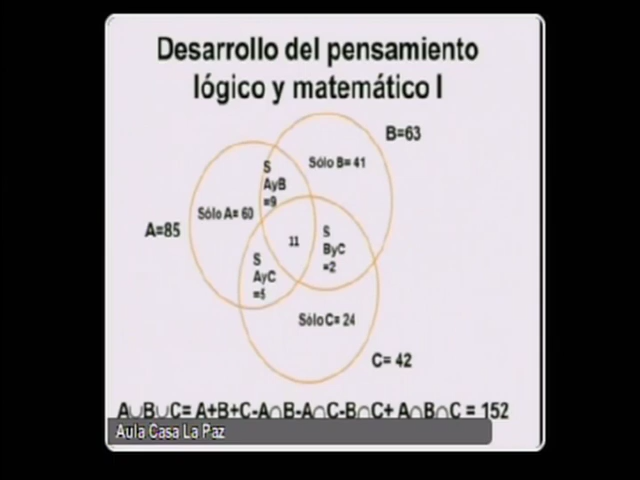 Desarrollo del pensamiento
lógico y matemático I
B=63
S
AyB
=9
Sólo B= 41
Sólo A= 60
A=85
11
S
ByC
=2
S
AyC
=5
Sólo C= 24
C= 42
A∪B∪C= A+B+C-A∩B-A∩C-B∩C+ A∩B∩C = 152
Aula Casa La Paz